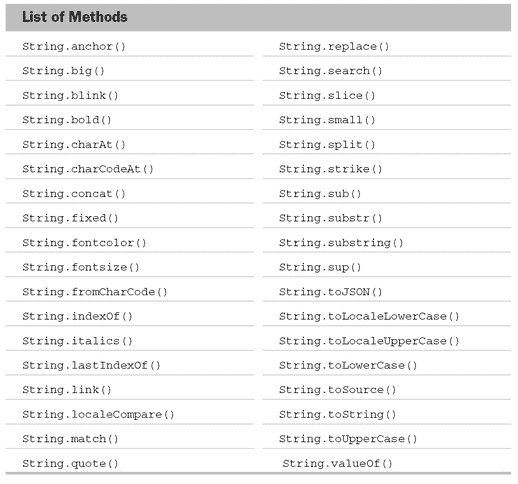 List of Methods
String.anchor()
String.big()
String.blink()
String.bold()
String.charAt()
String.charCodeAt()
String.concat()
String.fixed()
String.fontcolor()
String.fontsize()
String.fromCharCode()
String.indexOf()
String.italics()
String.lastIndexOf()
String.link()
String.localeCompare()
String.match()
String.quote()
String.replace()
String.search()
String.slice()
String.small()
String.split()
String.strike()
String.sub()
String.substr()
String.substring()
String.sup()
String.toJSON()
String.toLocaleLowerCase()
String.toLocaleUpperCase()
String.toLowerCase()
String.toSource()
String.toString()
String.toUpperCase()
String.valueOf()